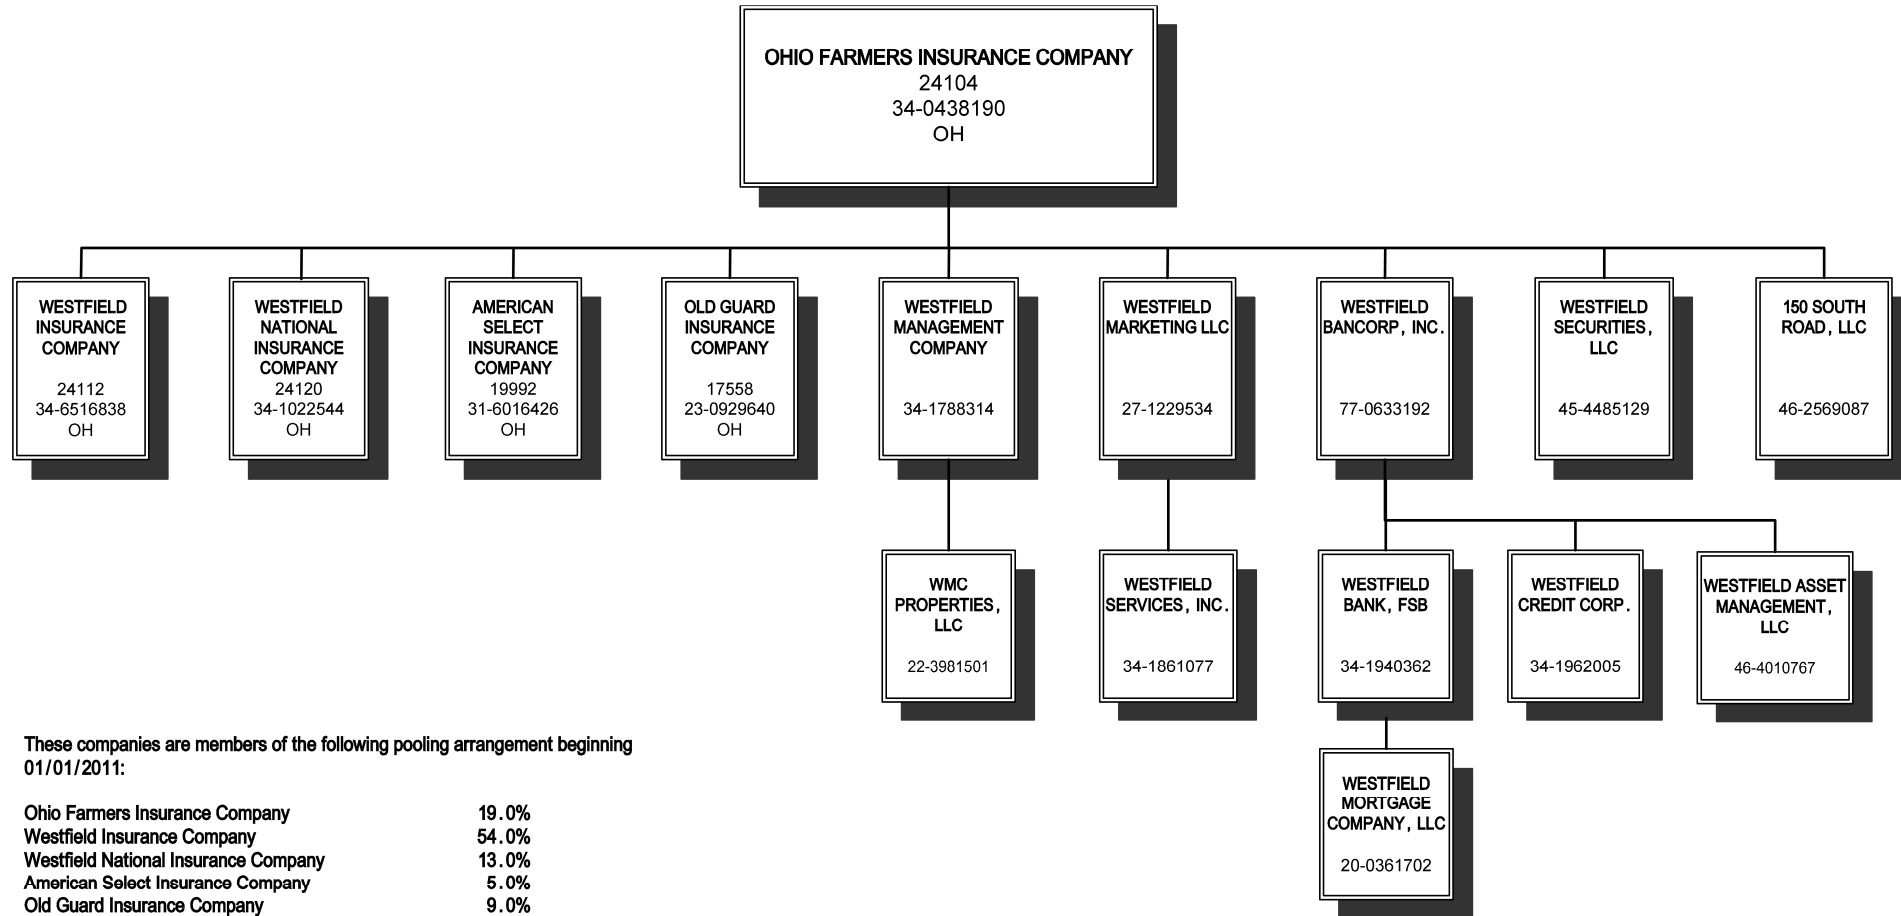 OHIO FARMERS INSURANCE COMPANY
24104
34-0438190
OH
WESTFIELD
INSURANCE
COMPANY
24112
34-6516838
OH
WESTFIELD
NATIONAL
INSURANCE
COMPANY
24120
34-1022544
OH
AMERICAN
SELECT
INSURANCE
COMPANY
19992
31-6016426
OH
OLD GUARD
INSURANCE
COMPANY
17558
23-0929640
OH
WESTFIELD
MANAGEMENT
COMPANY
34-1788314
WESTFIELD
MARKETING LLC
27-1229534
WESTFIELD
BANCORP, INC.
77-0633192
WESTFIELD
SECURITIES,
LLC
45-4485129
150 SOUTH
ROAD, LLC
46-2569087
WMC
PROPERTIES,
LLC
22-3981501
WESTFIELD
SERVICES, INC.
34-1861077
WESTFIELD
BANK, FSB
34-1940362
WESTFIELD
CREDIT CORP.
34-1962005
WESTFIELD ASSET
MANAGEMENT,
LLC
46-4010767
WESTFIELD
MORTGAGE
COMPANY, LLC
20-0361702
These companies are members of the following pooling arrangement beginning
01/01/2011:
Ohio Farmers Insurance Company 19.0%
Westfield Insurance Company 54.0%
Westfield National Insurance Company 13.0%
American Select Insurance Company 5.0%
Old Guard Insurance Company 9.0%